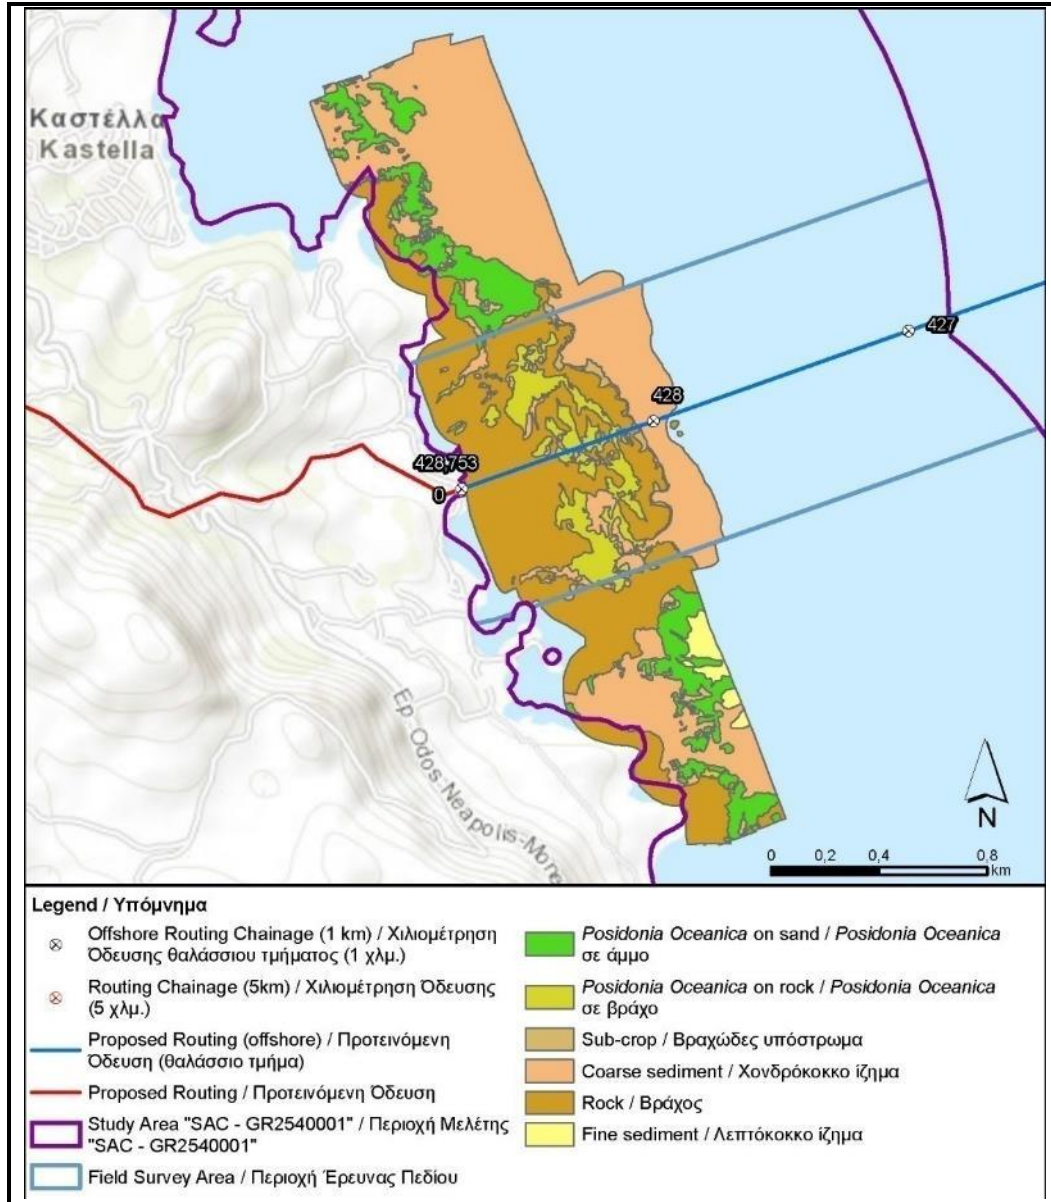 Καστέλλα
Kastella
427
428
428,753
0
Ep-Odos-Neapolis-Mone
N
0 0,2 0,4 0,8
km
Legend / Υπόμνημα
Offshore Routing Chainage (1 km) / Χιλιομέτρηση
Όδευσης θαλάσσιου τμήματος (1 χλμ.)
Routing Chainage (5km) / Χιλιομέτρηση Όδευσης
(5 χλμ.)
Proposed Routing (offshore) / Προτεινόμενη
Όδευση (θαλάσσιο τμήμα)
Proposed Routing / Προτεινόμενη Όδευση
Study Area "SAC - GR2540001" / Περιοχή Μελέτης
"SAC - GR2540001"
Field Survey Area / Περιοχή Έρευνας Πεδίου
Posidonia Oceanica on sand / Posidonia Oceanica
σε άμμο
Posidonia Oceanica on rock / Posidonia Oceanica
σε βράχο
Sub-crop / Βραχώδες υπόστρωμα
Coarse sediment / Χονδρόκοκκο ίζημα
Rock / Βράχος
Fine sediment / Λεπτόκοκκο ίζημα